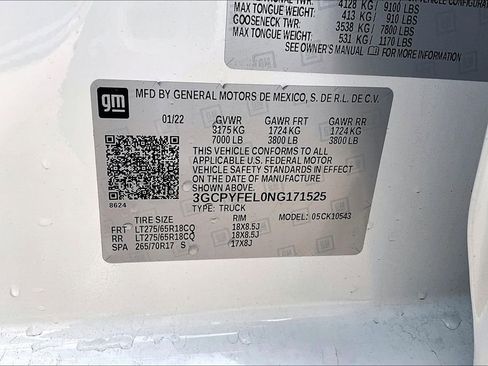 4128 KG / 9100 LBS
MAX TONGUE WEIGHT: 413 KG / 910 LBS
GOOSENECK TWR: 3538 KG / 7800 LBS
MAX TONGUE WEIGHT: 531 KG / 1170 LBS
SEE OWNER'S MANUAL FOR MORE INFORMATION
gm
MFD BY GENERAL MOTORS DE MEXICO, S. DE R.L. DE C.V.
01/22 GVWR GAWR FRT GAWR RR
3175 KG 1724 KG 1724 KG
7000 LB 3800 LB 3800 LB
THIS VEHICLE CONFORMS TO ALL
APPLICABLE U.S. FEDERAL MOTOR
VEHICLE SAFETY STANDARDS IN EFFECT
ON THE DATE OF MANUFACTURE SHOWN ABOVE.
3GCPYFEL0NG171525
8624 TYPE: TRUCK MODEL: 05CK10543
TIRE SIZE RIM
FRT LT275/65R18CQ 18X8.5J
RR LT275/65R18CQ 18X8.5J
SPA 265/70R17 S 17X8J